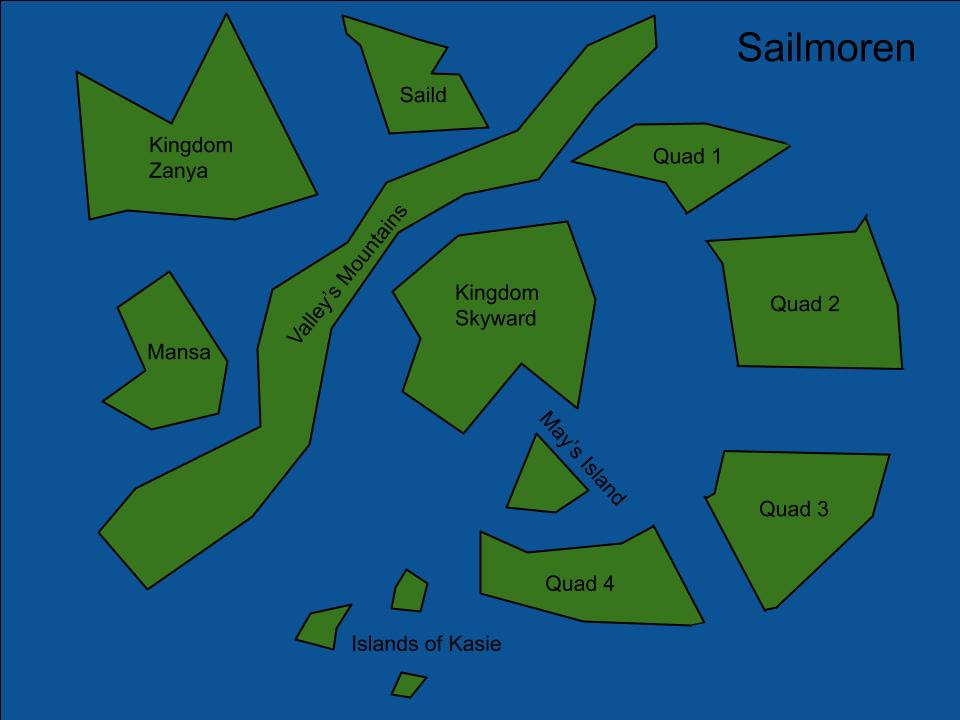 Sailmoren
Saild
Kingdom
Zanya
Quad 1
Valley's Mountains
Kingdom
Skyward
Quad 2
Mansa
May's Island
Quad 3
Quad 4
Islands of Kasie